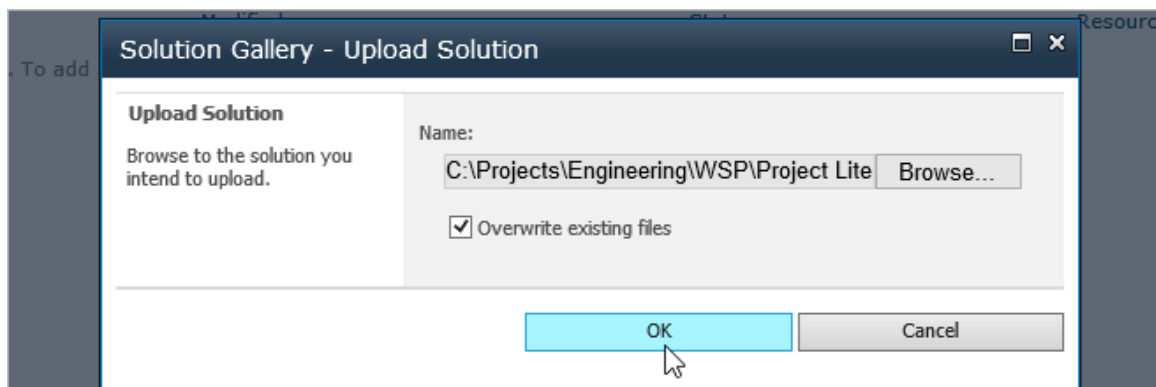 Resourc
Solution Gallery - Upload Solution
. To add
Upload Solution
Browse to the solution you
intend to upload.
Name:
C:\Projects\Engineering\WSP\Project Lite
Browse...
Overwrite existing files
OK
Cancel